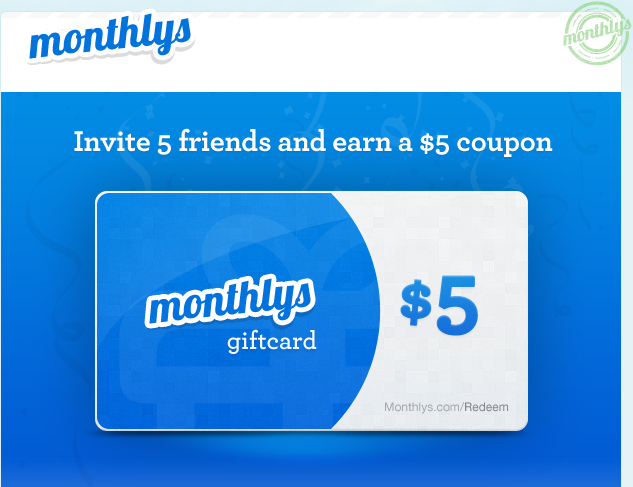 monthlys
monthlys
Invite 5 friends and earn a $5 coupon
monthlys
giftcard
$5
Monthlys.com/Redeem